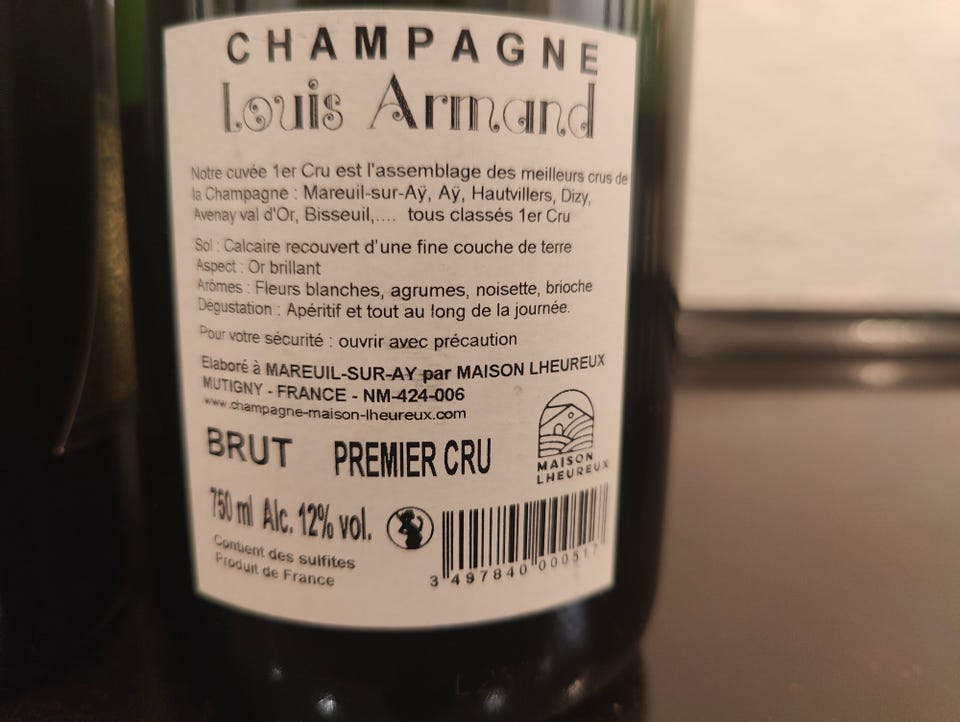 CHAMPAGNE
Louis Armand
Notre cuvée 1er Cru est l'assemblage des meilleurs crus de
la Champagne : Mareuil-sur-Aÿ, Aÿ, Hautvillers, Dizy,
Avenay val d'Or, Bisseuil,.... tous classés 1er Cru
Sol : Calcaire recouvert d'une fine couche de terre
Aspect : Or brillant
Arômes : Fleurs blanches, agrumes, noisette, brioche
Dégustation : Apéritif et tout au long de la journée.
Pour votre sécurité : ouvrir avec précaution
Elaboré à MAREUIL-SUR-AY par MAISON LHEUREUX
MUTIGNY - FRANCE - NM-424-006
www.champagne-maison-lheureux.com
BRUT PREMIER CRU
MAISON
LHEUREUX
750 ml Alc. 12% vol.
Contient des sulfites
Produit de France
3 497840 000517